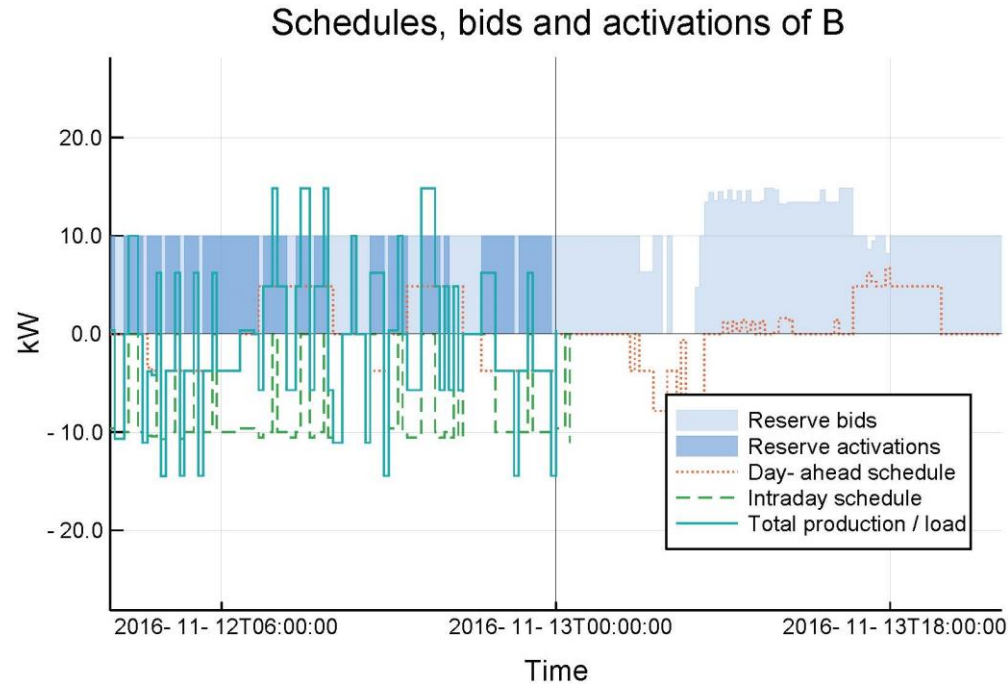 Schedules, bids and activations of B
kW
20.0
10.0
0.0
- 10.0
- 20.0
Reserve bids
Reserve activations
Day- ahead schedule
Intraday schedule
Total production / load
2016- 11- 12T06:00:00
2016- 11- 13T00:00:00
2016- 11- 13T18:00:00
Time